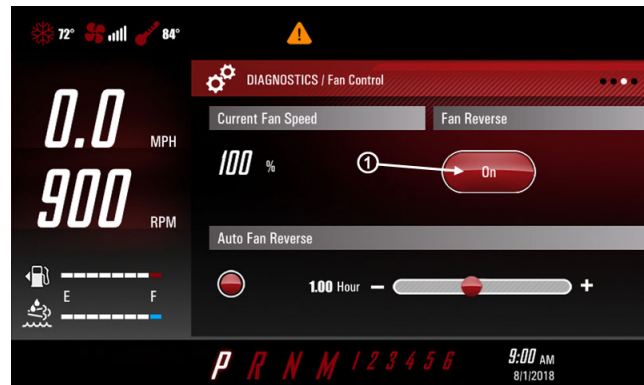 72° 84°
DIAGNOSTICS / Fan Control
Current Fan Speed Fan Reverse
0.0 MPH
100 % 1 On
900 RPM
Auto Fan Reverse
1.00 Hour − +
E F
P R N M 1 2 3 4 5 6 9:00 AM
8/1/2018